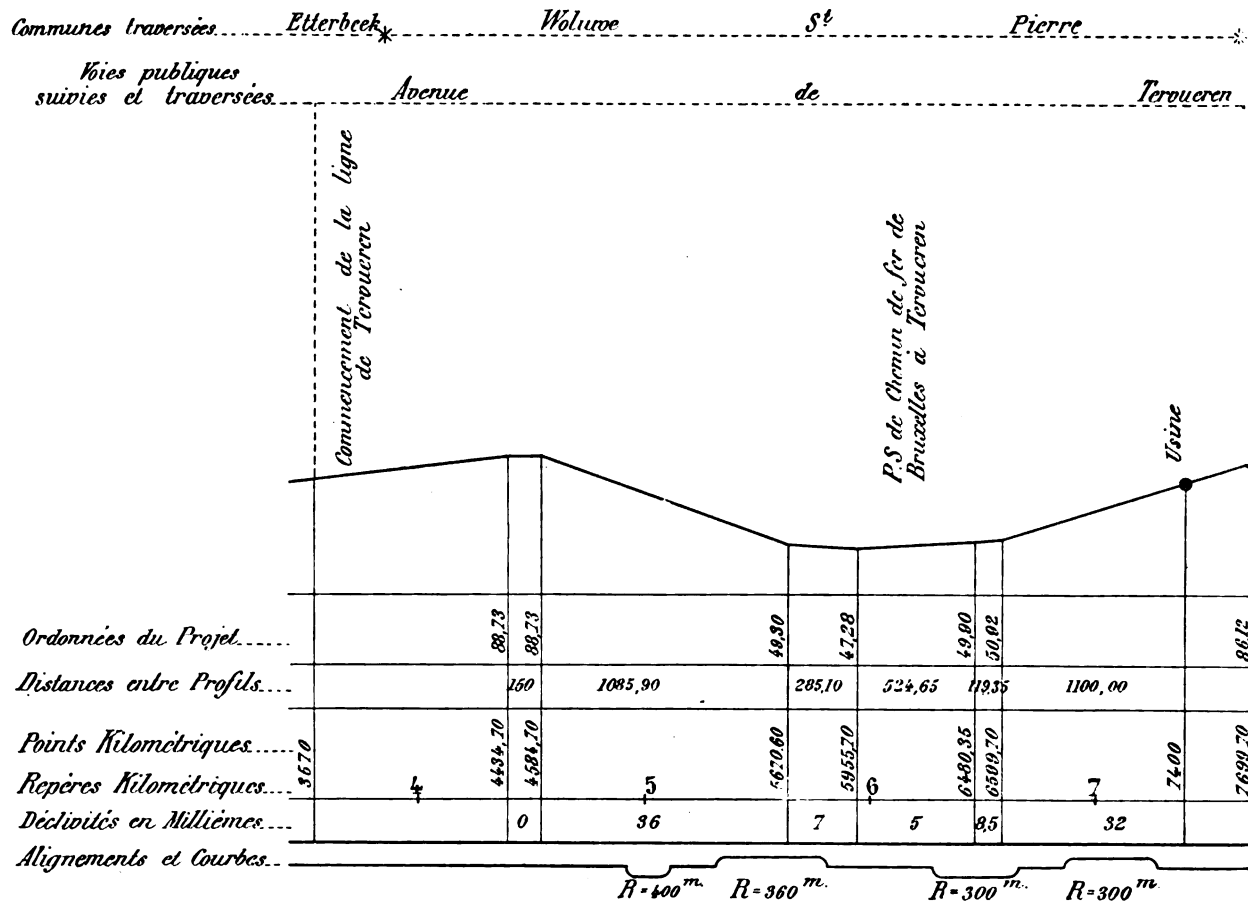 Communes traversées Etterbeek Woluwe St Pierre
Voies publiques
suivies et traversées Avenue de Tervueren
Commencement de la ligne
de Tervueren
P.S de Chemin de fer de
Bruxelles à Tervueren
Usine
Ordonnées du Projet 88,73 88,73 49,30 47,28 49,90 50,92 86,12
Distances entre Profils 150 1085,90 285,10 524,65 119,35 1100,00
Points Kilométriques 3670 4434,70 4584,70 5670,60 5955,70 6480,35 6599,70 7400 7699,70
Repères Kilométriques 4 5 6 7
Déclivités en Millièmes 0 36 7 5 8,5 32
Alignements et Courbes
R=400m. R=360m. R=300m. R=300m.